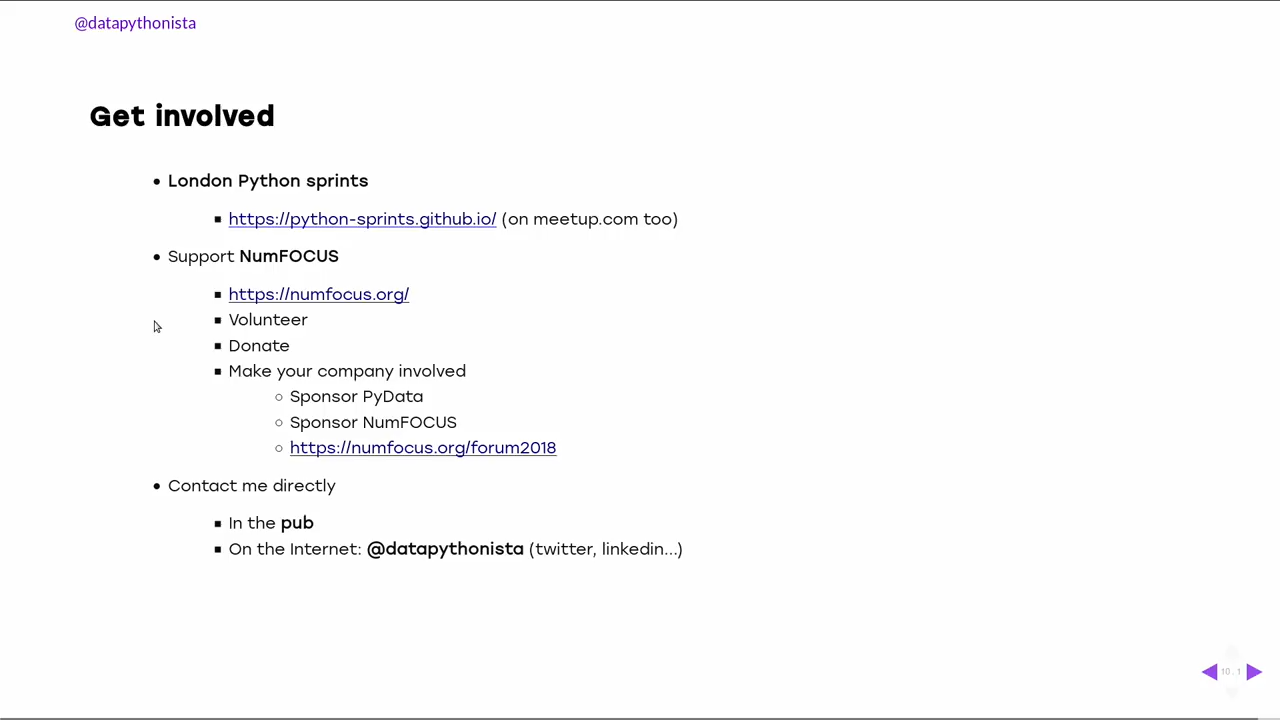 @datapythonista
Get involved
London Python sprints
https://python-sprints.github.io/ (on meetup.com too)
Support NumFOCUS
https://numfocus.org/
Volunteer
Donate
Make your company involved
Sponsor PyData
Sponsor NumFOCUS
https://numfocus.org/forum2018
Contact me directly
In the pub
On the Internet: @datapythonista (twitter, linkedin...)
10.1